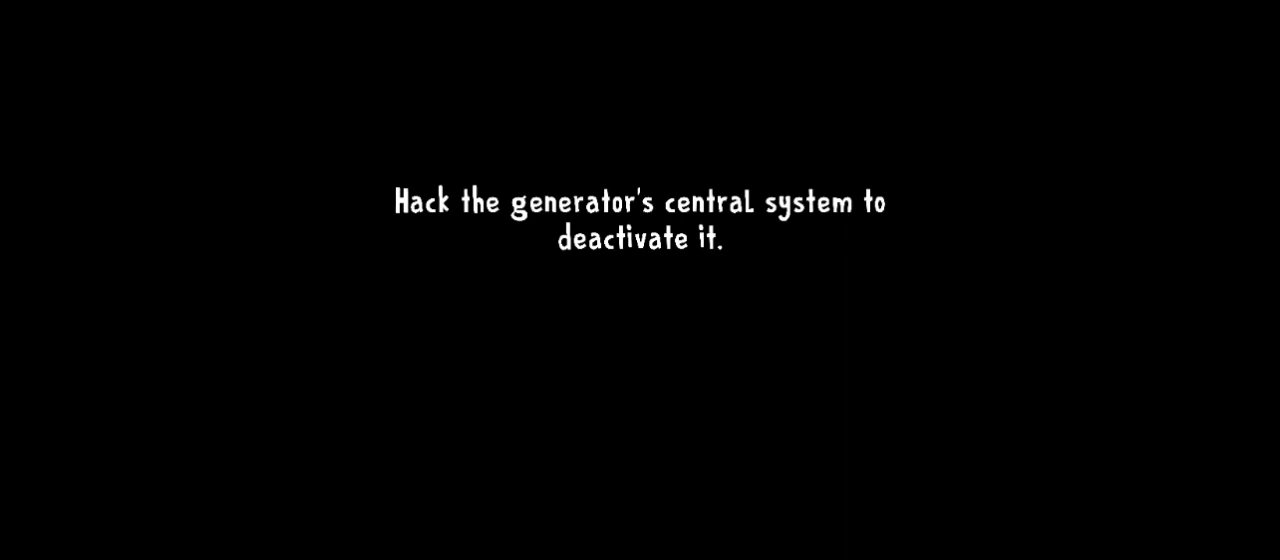 Hack the generator's central system to
deactivate it.